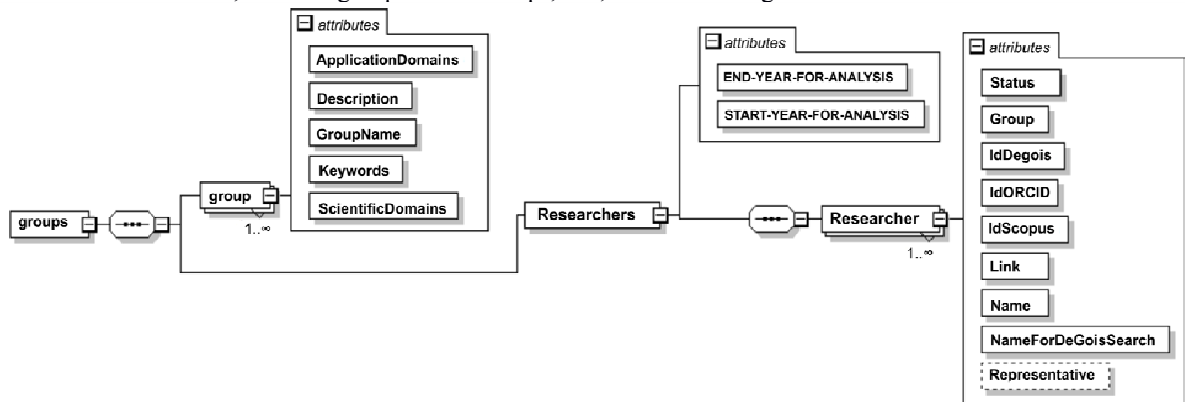 attributes
ApplicationDomains
Description
GroupName
Keywords
ScientificDomains
group
1..∞
groups
attributes
END-YEAR-FOR-ANALYSIS
START-YEAR-FOR-ANALYSIS
Researchers
Researcher
1..∞
attributes
Status
Group
IdDegois
IdORCID
IdScopus
Link
Name
NameForDeGoisSearch
Representative